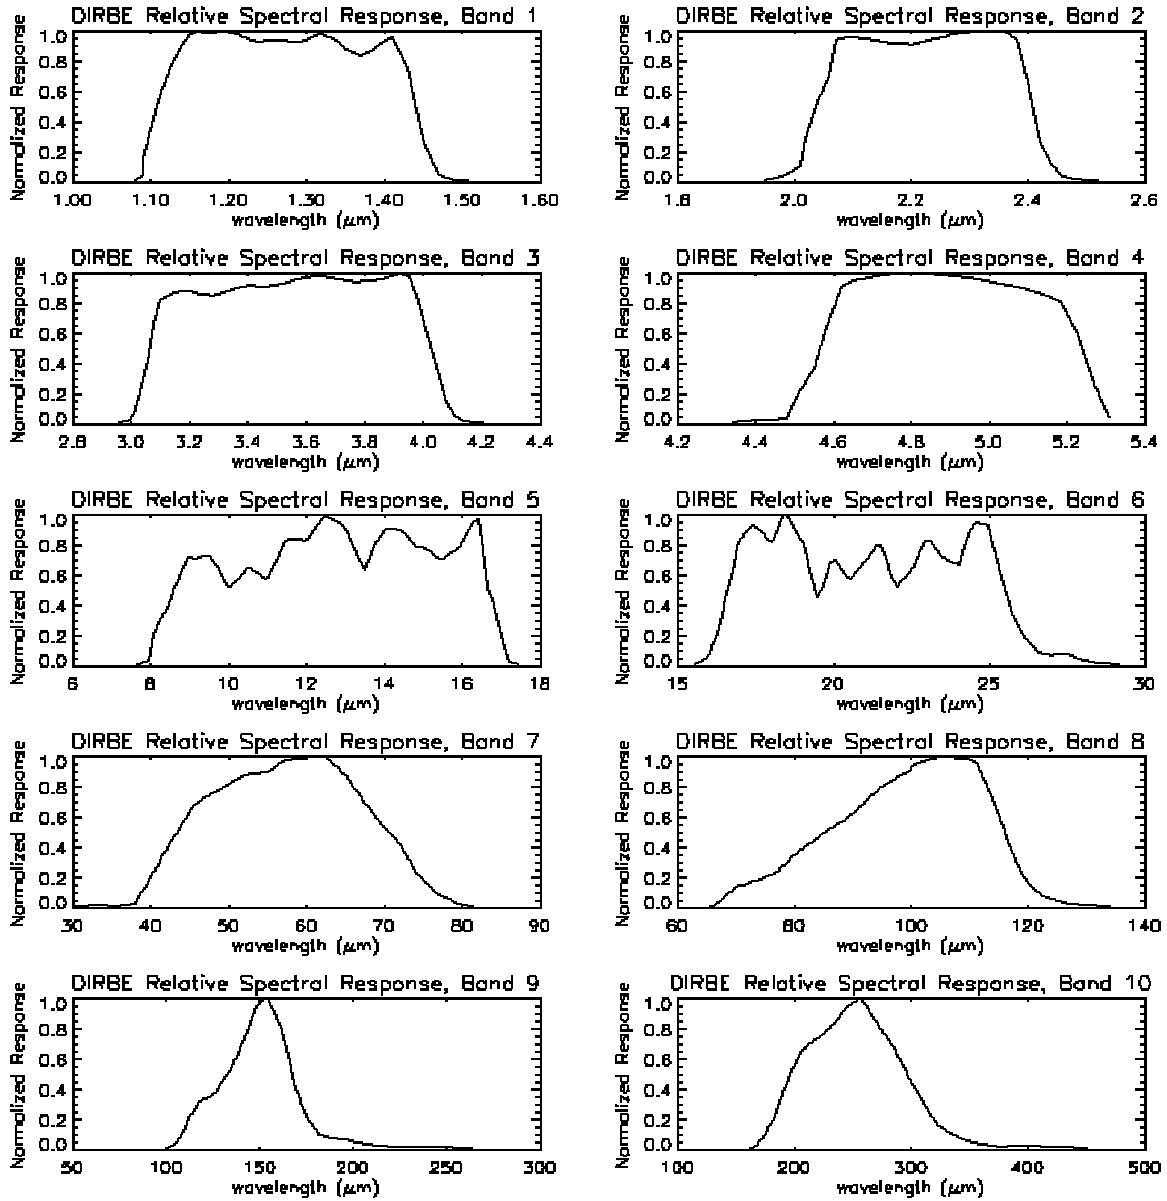 DIRBE Relative Spectral Response, Band 1
Normalized Response
1.0
0.8
0.6
0.4
0.2
0.0
1.00 1.10 1.20 1.30 1.40 1.50 1.60
wavelength (μm)
DIRBE Relative Spectral Response, Band 2
Normalized Response
1.0
0.8
0.6
0.4
0.2
0.0
1.8 2.0 2.2 2.4 2.6
wavelength (μm)
DIRBE Relative Spectral Response, Band 3
Normalized Response
1.0
0.8
0.6
0.4
0.2
0.0
2.8 3.0 3.2 3.4 3.6 3.8 4.0 4.2 4.4
wavelength (μm)
DIRBE Relative Spectral Response, Band 4
Normalized Response
1.0
0.8
0.6
0.4
0.2
0.0
4.2 4.4 4.6 4.8 5.0 5.2 5.4
wavelength (μm)
DIRBE Relative Spectral Response, Band 5
Normalized Response
1.0
0.8
0.6
0.4
0.2
0.0
6 8 10 12 14 16 18
wavelength (μm)
DIRBE Relative Spectral Response, Band 6
Normalized Response
1.0
0.8
0.6
0.4
0.2
0.0
15 20 25 30
wavelength (μm)
DIRBE Relative Spectral Response, Band 7
Normalized Response
1.0
0.8
0.6
0.4
0.2
0.0
30 40 50 60 70 80 90
wavelength (μm)
DIRBE Relative Spectral Response, Band 8
Normalized Response
1.0
0.8
0.6
0.4
0.2
0.0
60 80 100 120 140
wavelength (μm)
DIRBE Relative Spectral Response, Band 9
Normalized Response
1.0
0.8
0.6
0.4
0.2
0.0
50 100 150 200 250 300
wavelength (μm)
DIRBE Relative Spectral Response, Band 10
Normalized Response
1.0
0.8
0.6
0.4
0.2
0.0
100 200 300 400 500
wavelength (μm)